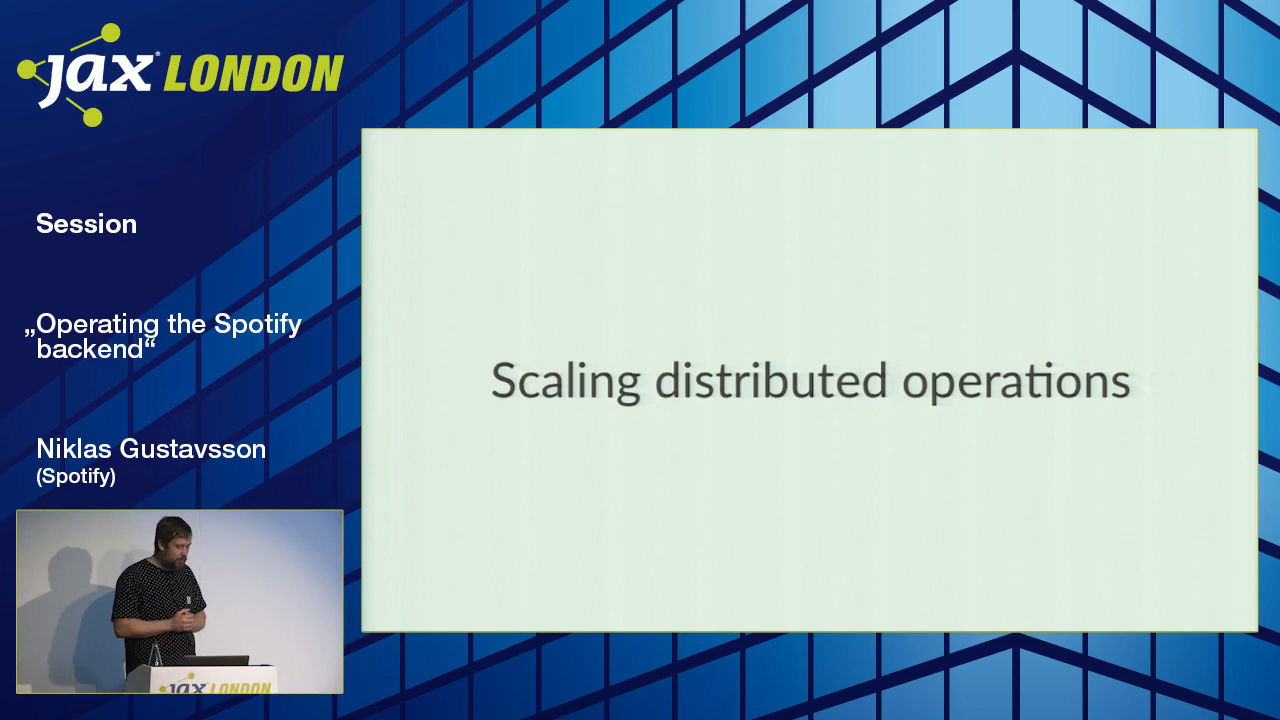 jax® LONDON
Session
„Operating the Spotify
backend“
Niklas Gustavsson
(Spotify)
Scaling distributed operations
jax LONDON